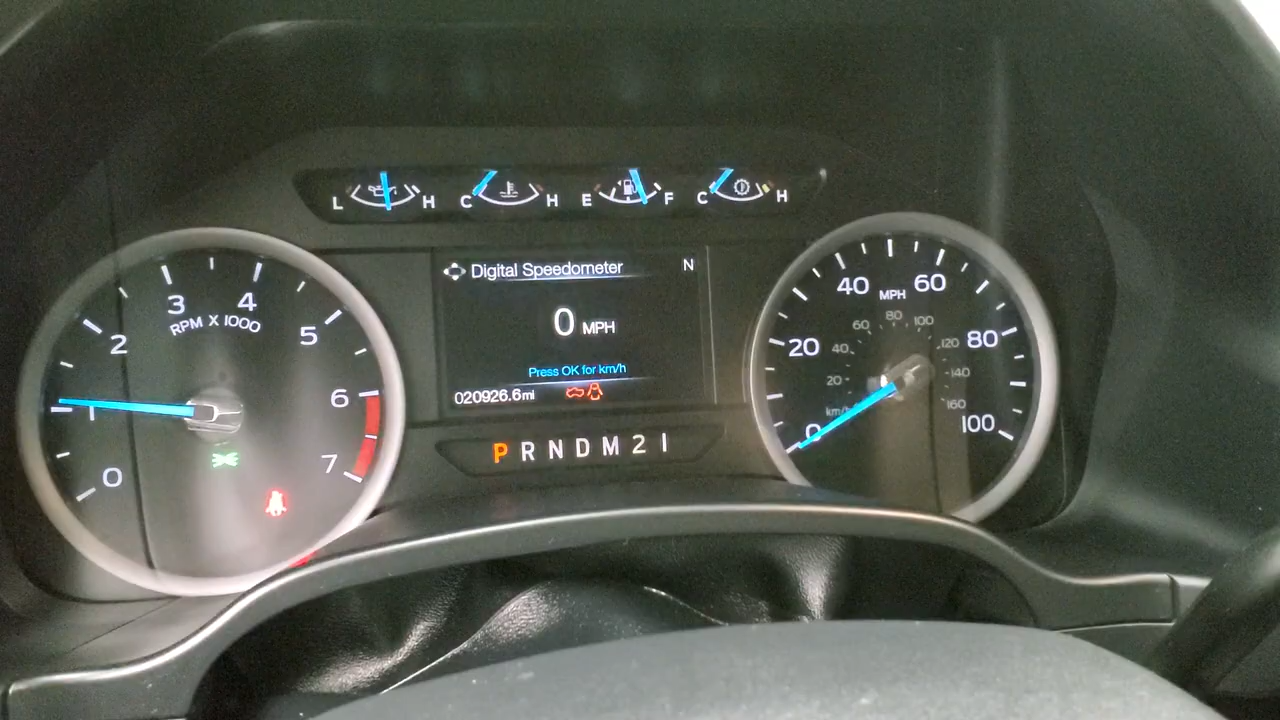 L H C H E F C H
Digital Speedometer N
0 MPH
Press OK for km/h
020926.6mi
P R N D M 2 1
0 1 2 3 4 5 6 7
RPM X 1000
0 20 40 60 80 100
MPH
20 40 60 80 100 120 140 160
km/h